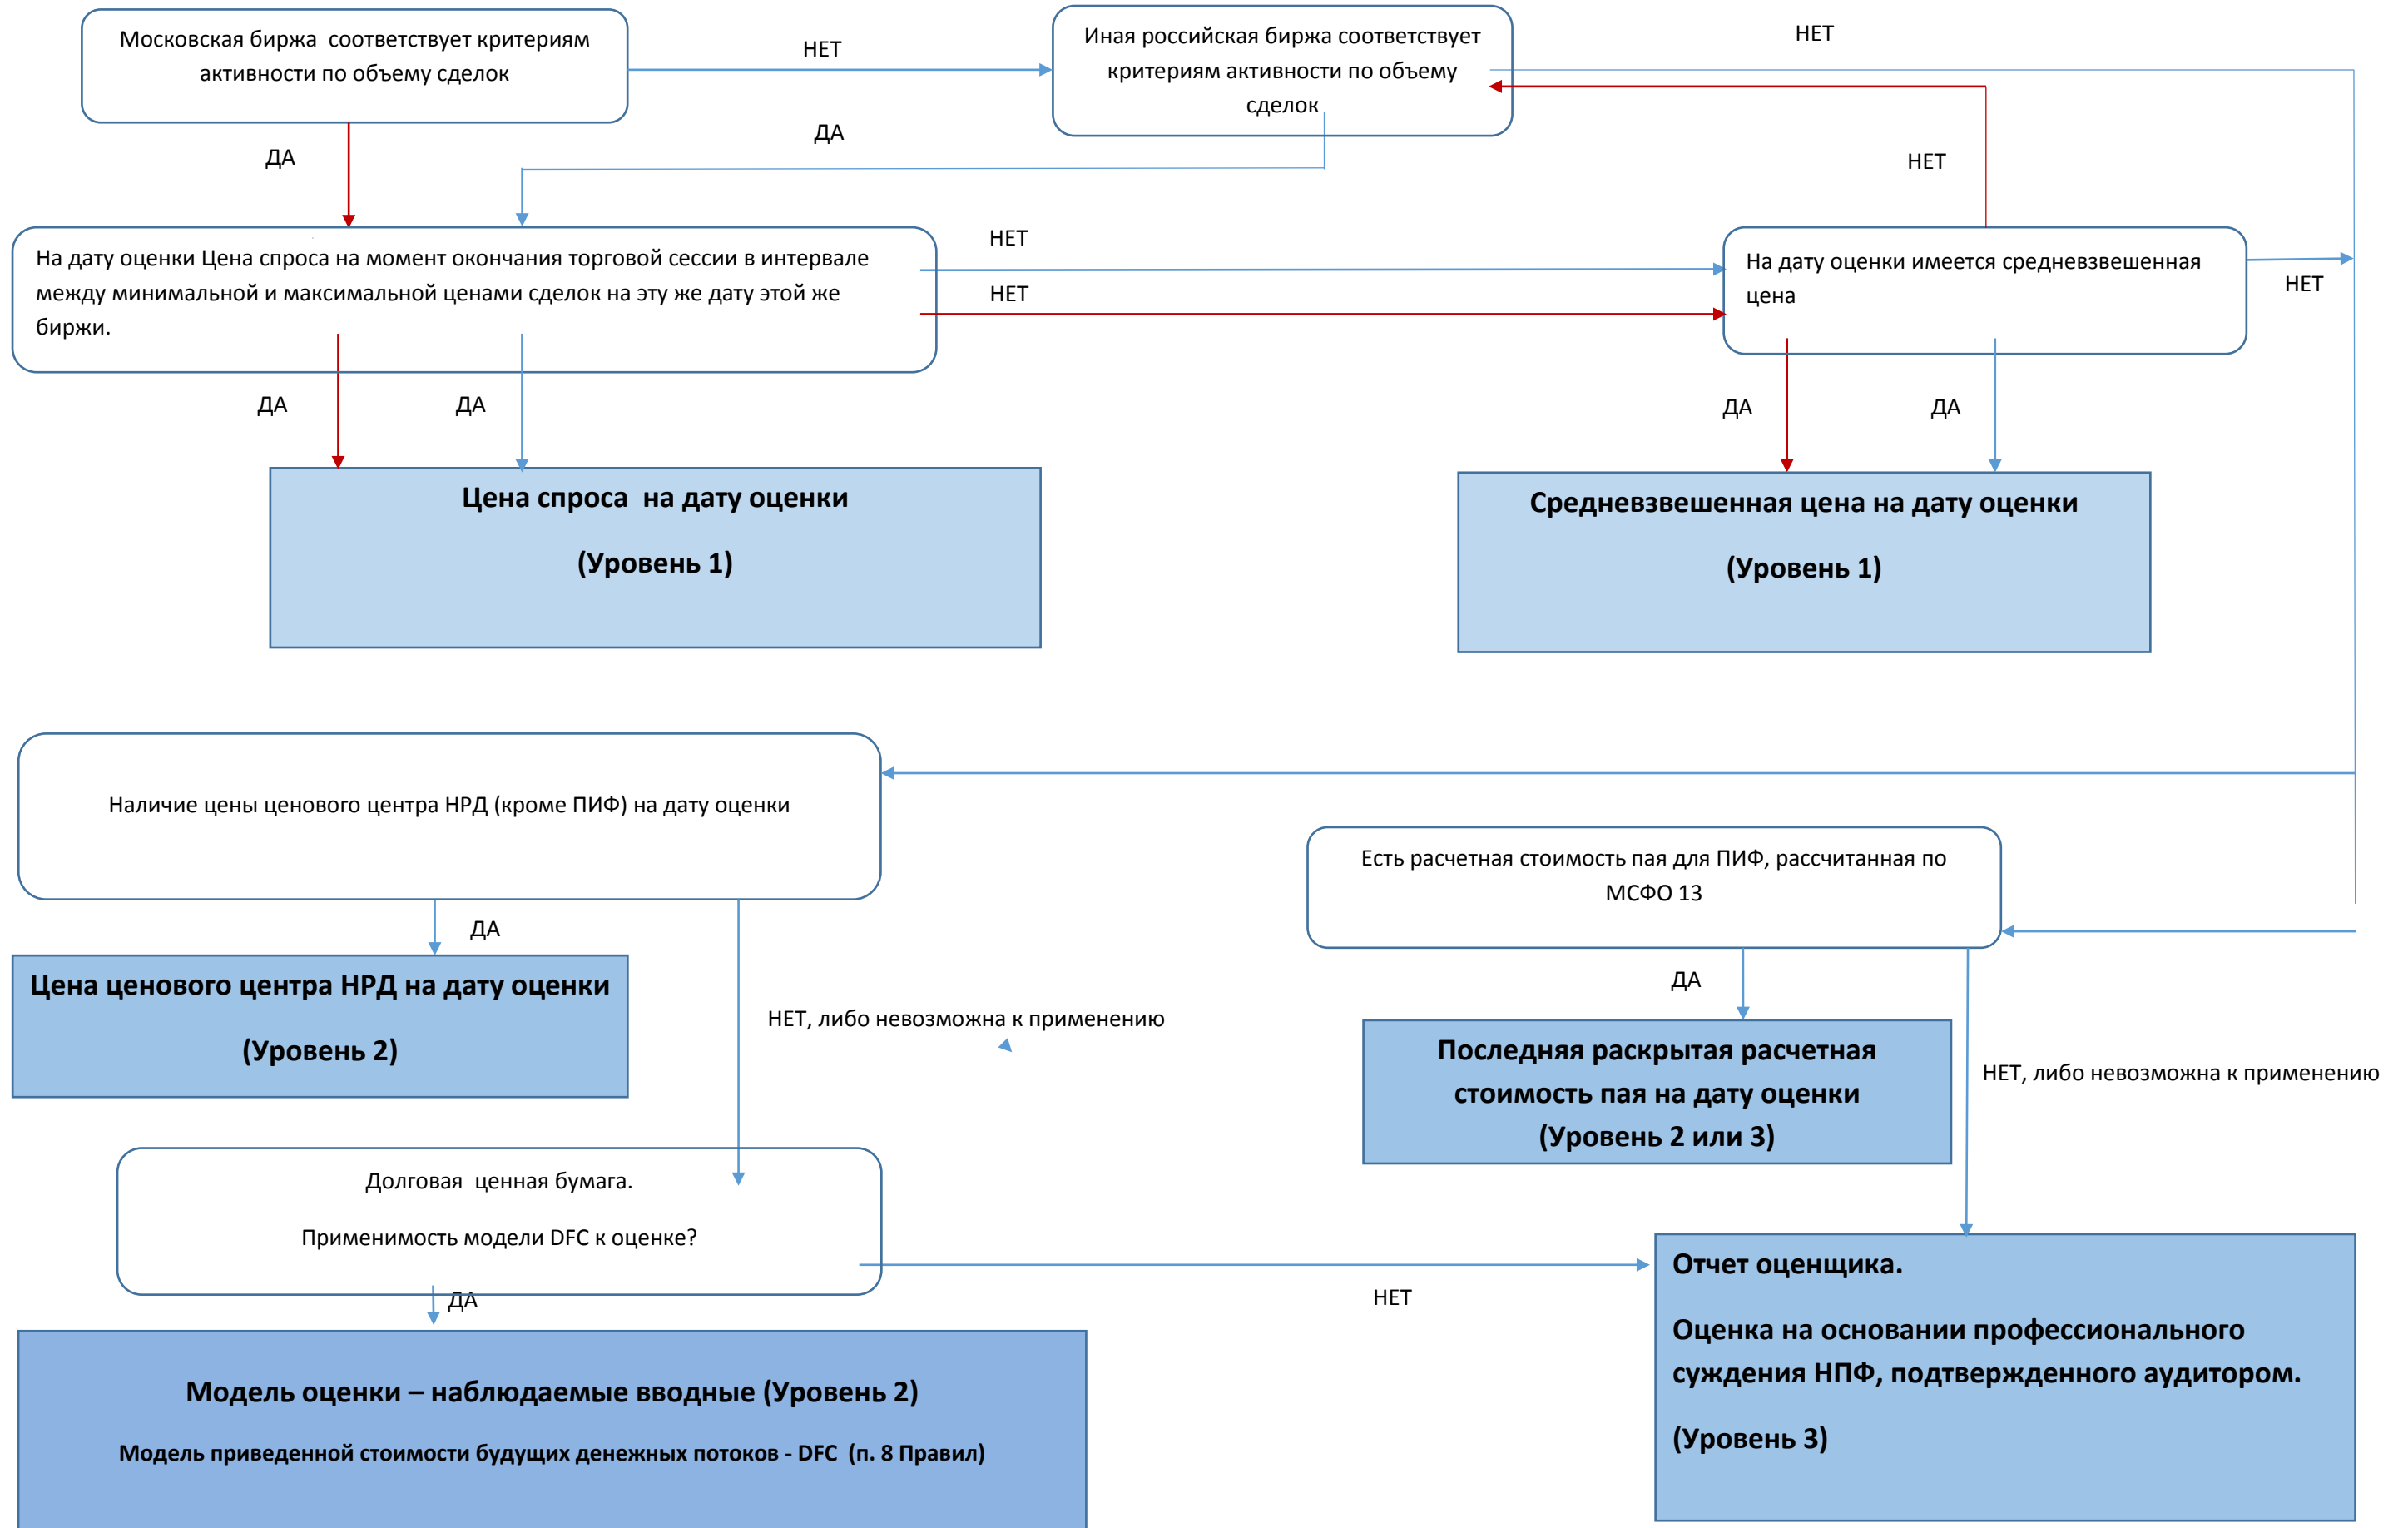 Московская биржа соответствует критериям
активности по объему сделок
НЕТ
Иная российская биржа соответствует
критериям активности по объему
сделок
НЕТ
ДА
ДА
НЕТ
На дату оценки Цена спроса на момент окончания торговой сессии в интервале
между минимальной и максимальной ценами сделок на эту же дату этой же
биржи.
НЕТ
НЕТ
На дату оценки имеется средневзвешенная
цена
НЕТ
ДА
ДА
ДА
ДА
Цена спроса на дату оценки
(Уровень 1)
Средневзвешенная цена на дату оценки
(Уровень 1)
Наличие цены ценового центра НРД (кроме ПИФ) на дату оценки
Есть расчетная стоимость пая для ПИФ, рассчитанная по
МСФО 13
ДА
Цена ценового центра НРД на дату оценки
(Уровень 2)
НЕТ, либо невозможна к применению
ДА
Последняя раскрытая расчетная
стоимость пая на дату оценки
(Уровень 2 или 3)
НЕТ, либо невозможна к применению
Долговая ценная бумага.
Применимость модели DFC к оценке?
ДА
НЕТ
Отчет оценщика.
Оценка на основании профессионального
суждения НПФ, подтвержденного аудитором.
(Уровень 3)
Модель оценки – наблюдаемые вводные (Уровень 2)
Модель приведенной стоимости будущих денежных потоков - DFC (п. 8 Правил)